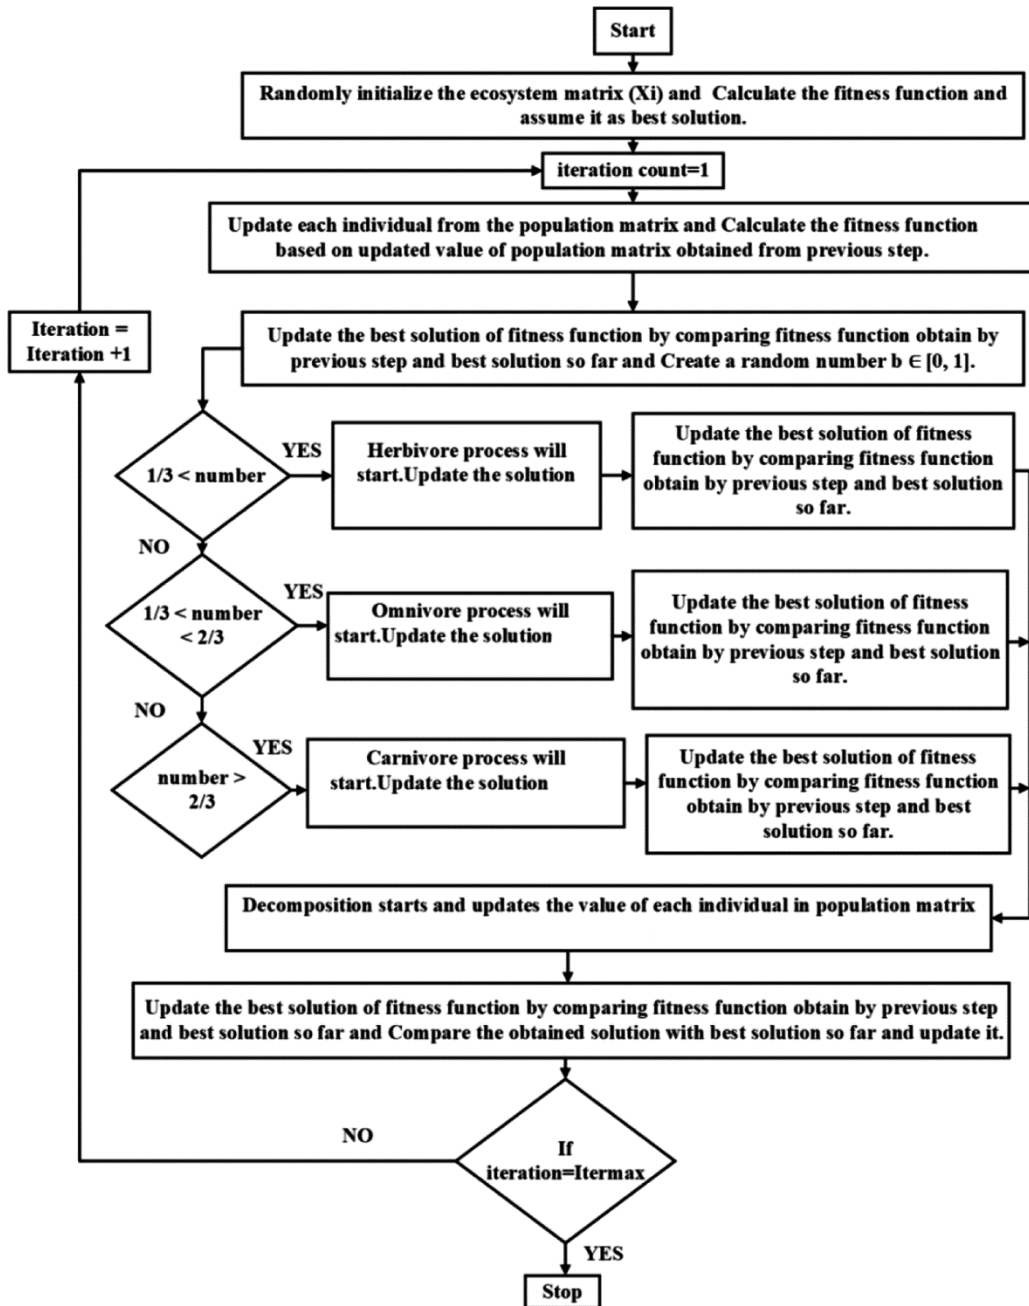 Start
Randomly initialize the ecosystem matrix (Xi) and Calculate the fitness function and
assume it as best solution.
iteration count=1
Update each individual from the population matrix and Calculate the fitness function
based on updated value of population matrix obtained from previous step.
Iteration =
Iteration +1
Update the best solution of fitness function by comparing fitness function obtain by
previous step and best solution so far and Create a random number b ∈ [0, 1].
1/3 < number
YES
Herbivore process will
start.Update the solution
Update the best solution of fitness
function by comparing fitness function
obtain by previous step and best solution
so far.
NO
1/3 < number
< 2/3
YES
Omnivore process will
start.Update the solution
Update the best solution of fitness
function by comparing fitness function
obtain by previous step and best solution
so far.
NO
number >
2/3
YES
Carnivore process will
start.Update the solution
Update the best solution of fitness
function by comparing fitness function
obtain by previous step and best
solution so far.
Decomposition starts and updates the value of each individual in population matrix
Update the best solution of fitness function by comparing fitness function obtain by previous step
and best solution so far and Compare the obtained solution with best solution so far and update it.
NO
If
iteration=Itermax
YES
Stop